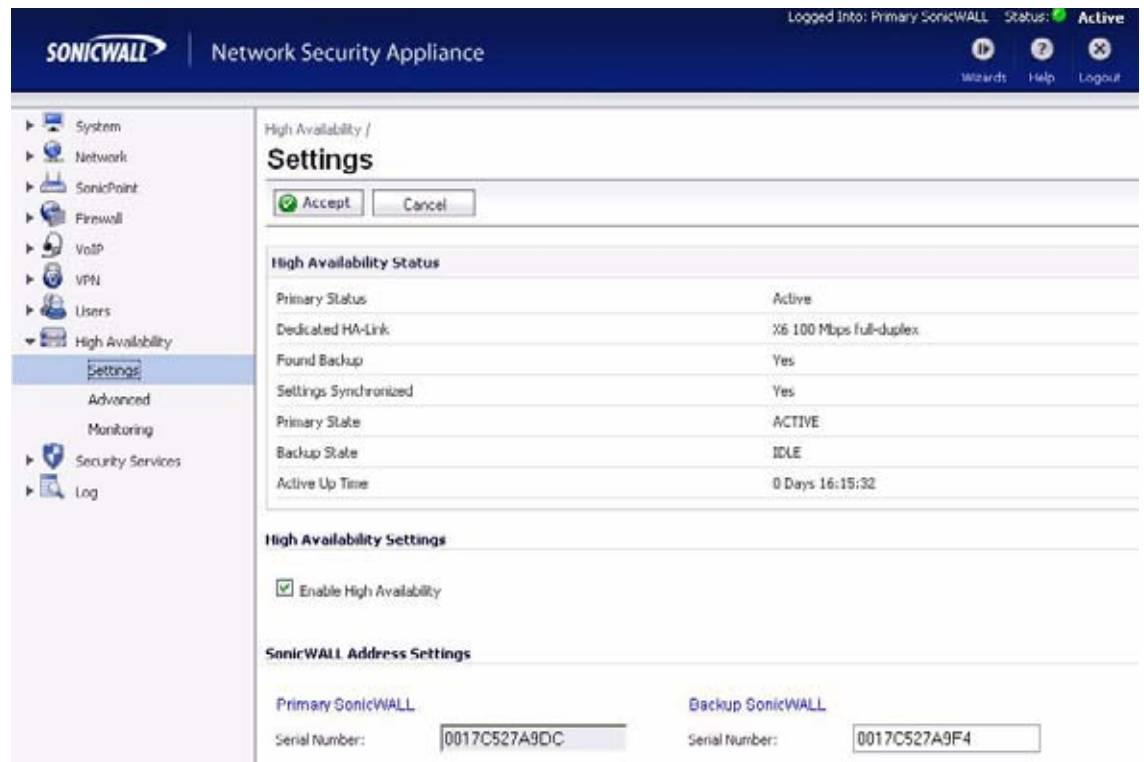 Logged Into: Primary SonicWALL Status: Active
SONICWALL Network Security Appliance
Wizards Help Logout
System
Network
SonicPoint
Firewall
VoIP
VPN
Users
High Availability
Settings
Advanced
Monitoring
Security Services
Log
High Availability /
Settings
Accept Cancel
High Availability Status
Primary Status Active
Dedicated HA-Link X6 100 Mbps full-duplex
Found Backup Yes
Settings Synchronized Yes
Primary State ACTIVE
Backup State IDLE
Active Up Time 0 Days 16:15:32
High Availability Settings
Enable High Availability
SonicWALL Address Settings
Primary SonicWALL Backup SonicWALL
Serial Number: 0017C527A9DC Serial Number: 0017C527A9F4